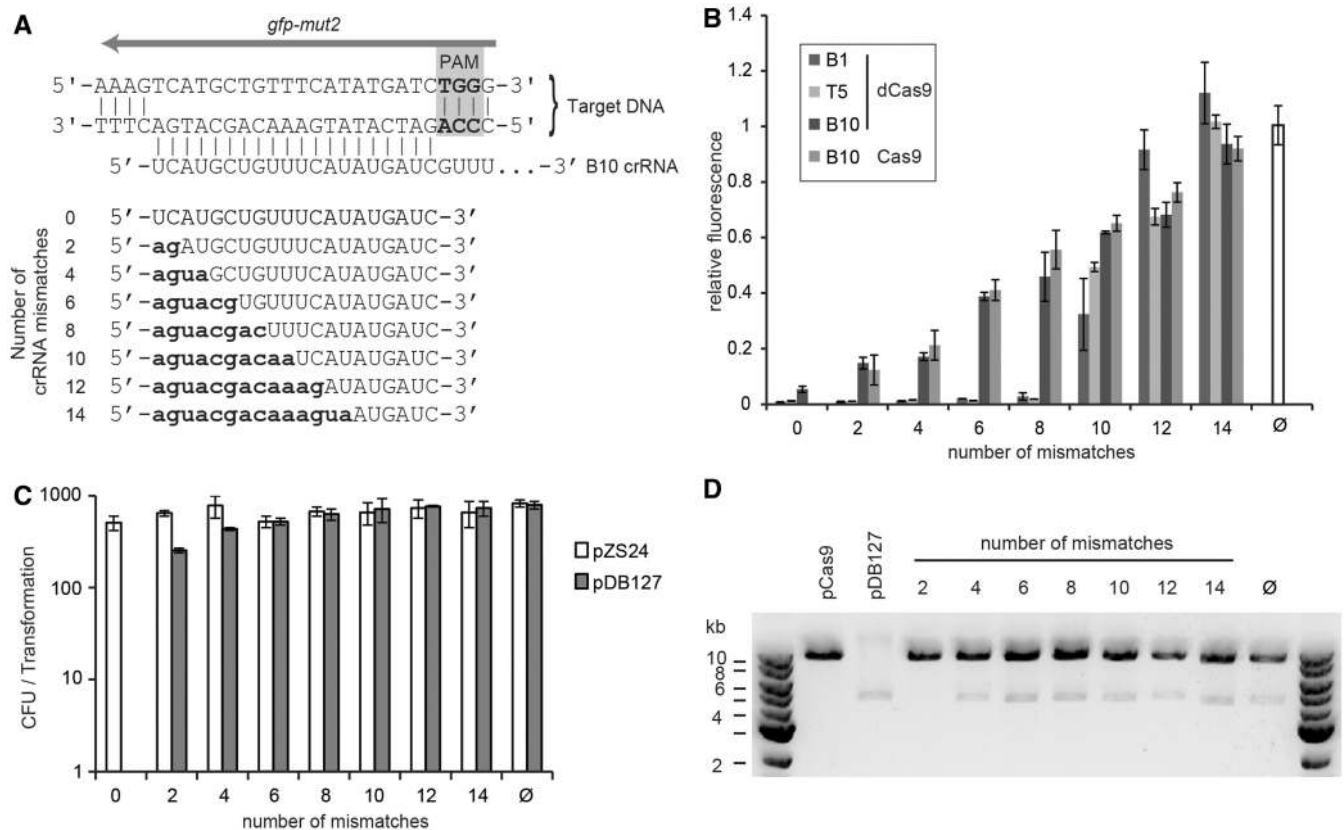 A
gfp-mut2
PAM
5'-AAAGTCATGCTGTTTCATATGATCTGGG-3'
Target DNA
3'-TTTCAGTACGACAAAGTATACTAGACCC-5'
5'-UCAUGCUGUUUCAUAUGAUCGUUU...-3' B10 crRNA
Number of crRNA mismatches
0 5'-UCAUGCUGUUUCAUAUGAUC-3'
2 5'-agAUGCUGUUUCAUAUGAUC-3'
4 5'-aguaGCUGUUUCAUAUGAUC-3'
6 5'-aguacgUGUUUCAUAUGAUC-3'
8 5'-aguacgacUUUCAUAUGAUC-3'
10 5'-aguacgacaaUCAUAUGAUC-3'
12 5'-aguacgacaaagAUAUGAUC-3'
14 5'-aguacgacaaaguaAUGAUC-3'
B
relative fluorescence
1.4
1.2
1
0.8
0.6
0.4
0.2
0
B1
T5 dCas9
B10
B10 Cas9
0 2 4 6 8 10 12 14 Ø
number of mismatches
C
CFU / Transformation
1000
100
10
1
pZS24
pDB127
0 2 4 6 8 10 12 14 Ø
number of mismatches
D
pCas9
pDB127
number of mismatches
2 4 6 8 10 12 14 Ø
kb
10
8
6
4
2